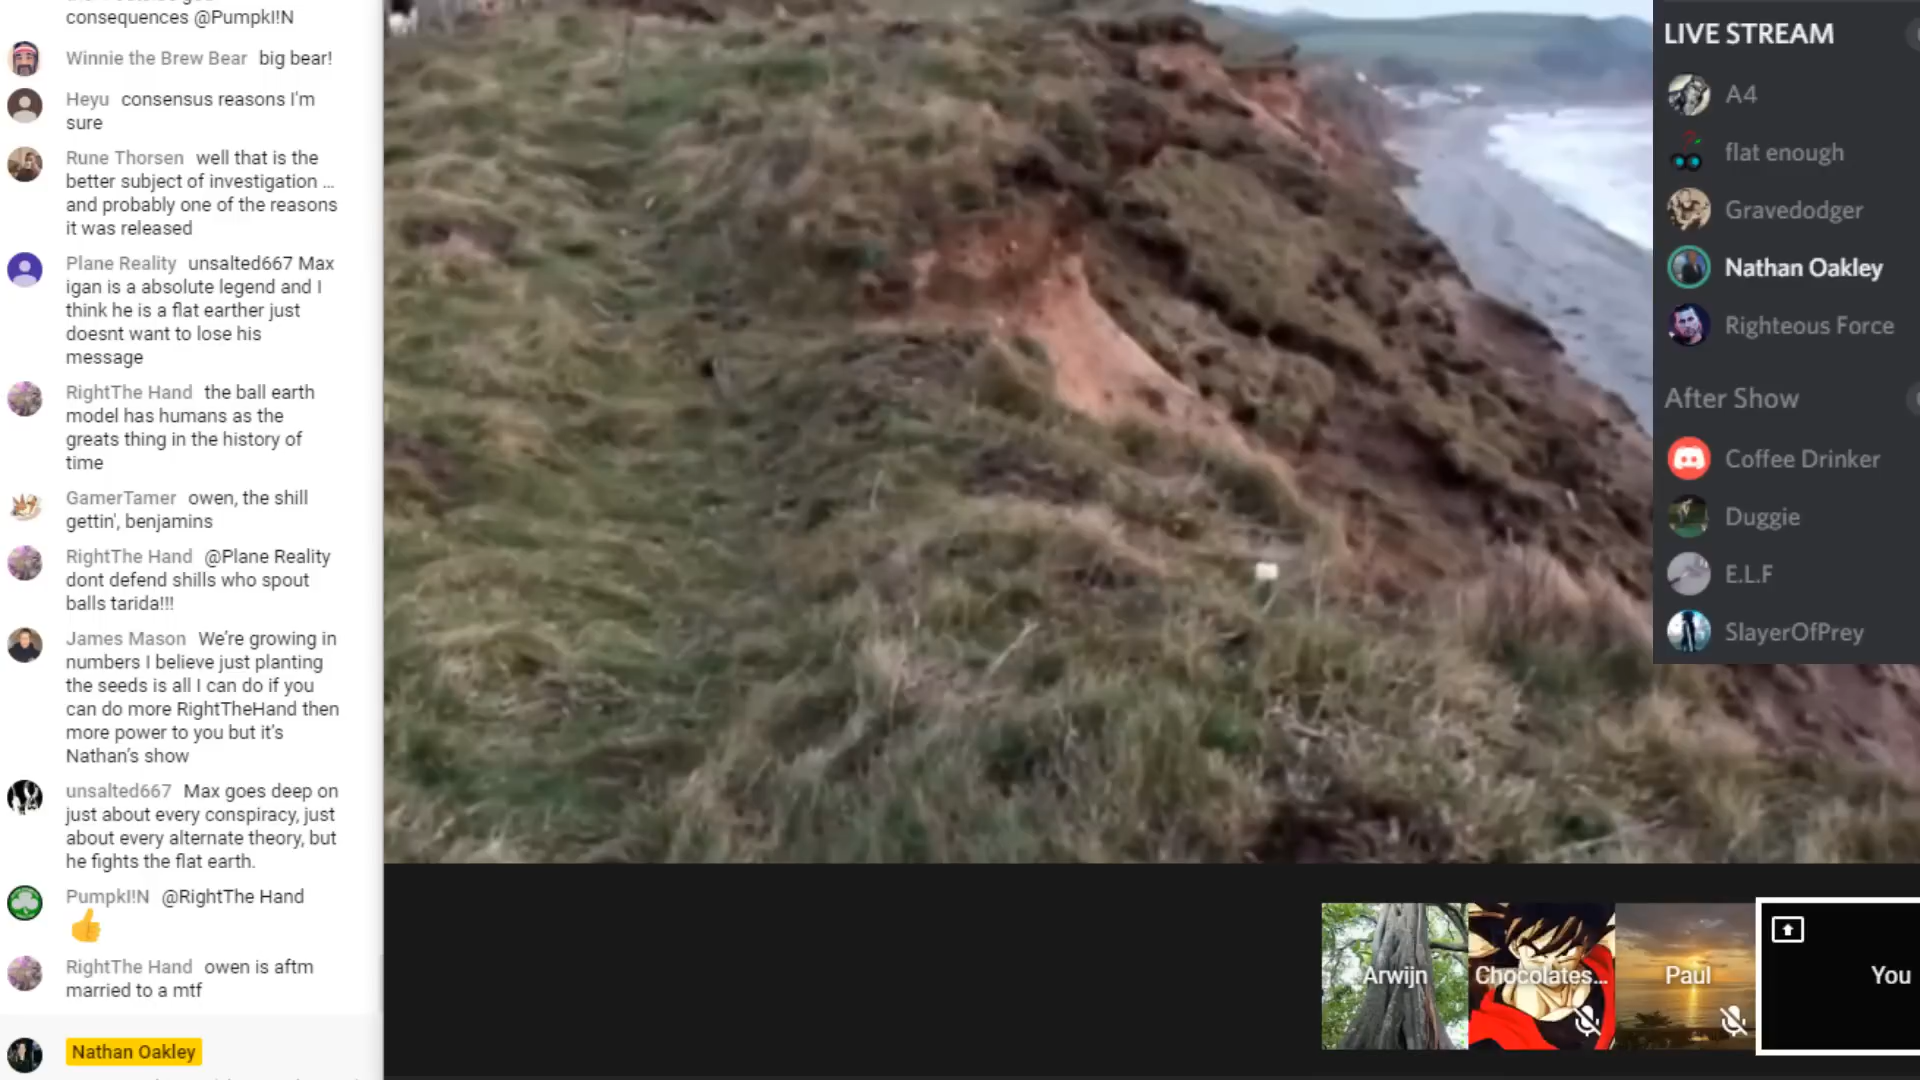 consequences @PumpkI!N
Winnie the Brew Bear big bear!
Heyu consensus reasons I'm
sure
Rune Thorsen well that is the
better subject of investigation ...
and probably one of the reasons
it was released
Plane Reality unsalted667 Max
igan is a absolute legend and I
think he is a flat earther just
doesnt want to lose his
message
RightThe Hand the ball earth
model has humans as the
greats thing in the history of
time
GamerTamer owen, the shill
gettin', benjamins
RightThe Hand @Plane Reality
dont defend shills who spout
balls tarida!!!
James Mason We're growing in
numbers I believe just planting
the seeds is all I can do if you
can do more RightTheHand then
more power to you but it's
Nathan's show
unsalted667 Max goes deep on
just about every conspiracy, just
about every alternate theory, but
he fights the flat earth.
PumpkI!N @RightThe Hand
RightThe Hand owen is aftm
married to a mtf
Nathan Oakley
LIVE STREAM
A4
flat enough
Gravedodger
Nathan Oakley
Righteous Force
After Show
Coffee Drinker
Duggie
E.L.F
SlayerOfPrey
Arwijn
Chocolates...
Paul
You